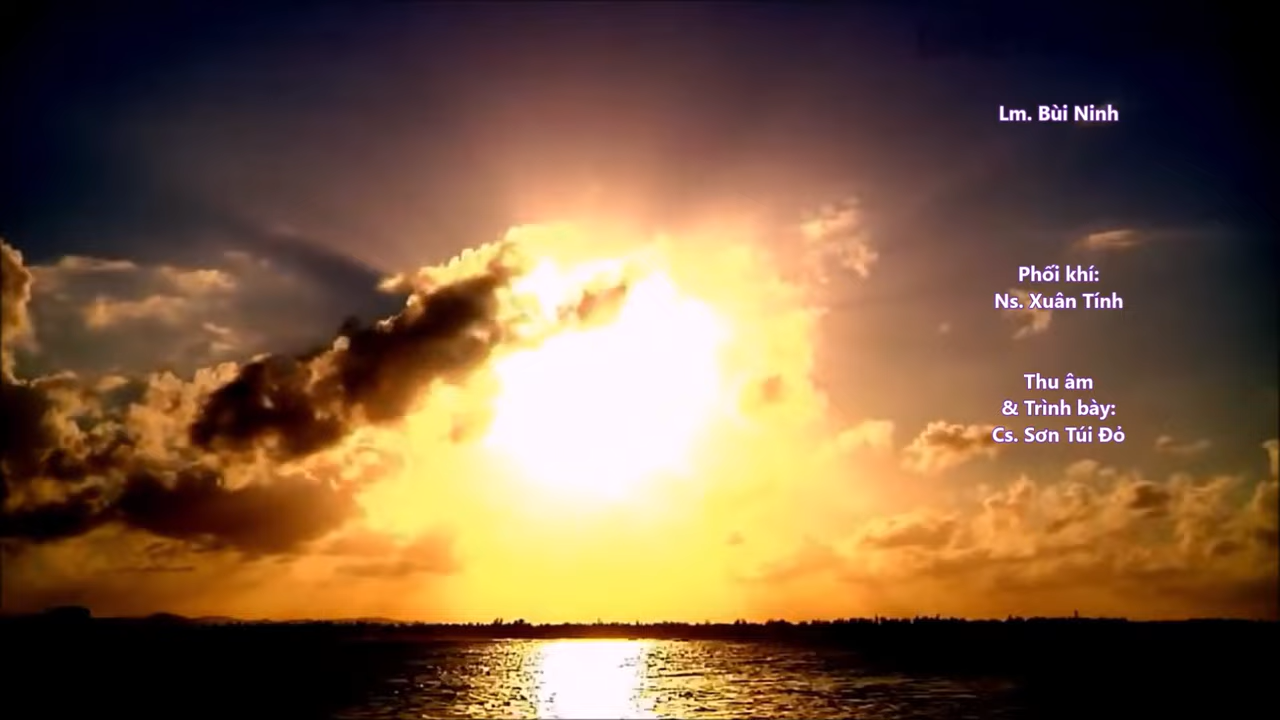 Lm. Bùi Ninh
Phối khí:
Ns. Xuân Tính
Thu âm
& Trình bày:
Cs. Sơn Túi Đỏ